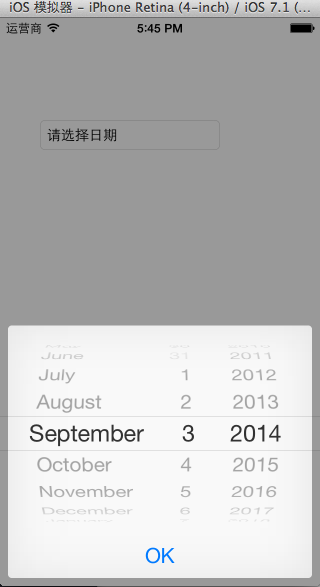 iOS 模拟器 - iPhone Retina (4-inch) / iOS 7.1 (...
运营商 5:45 PM
请选择日期
June 31 2011
July 1 2012
August 2 2013
September 3 2014
October 4 2015
November 5 2016
December 6 2017
OK